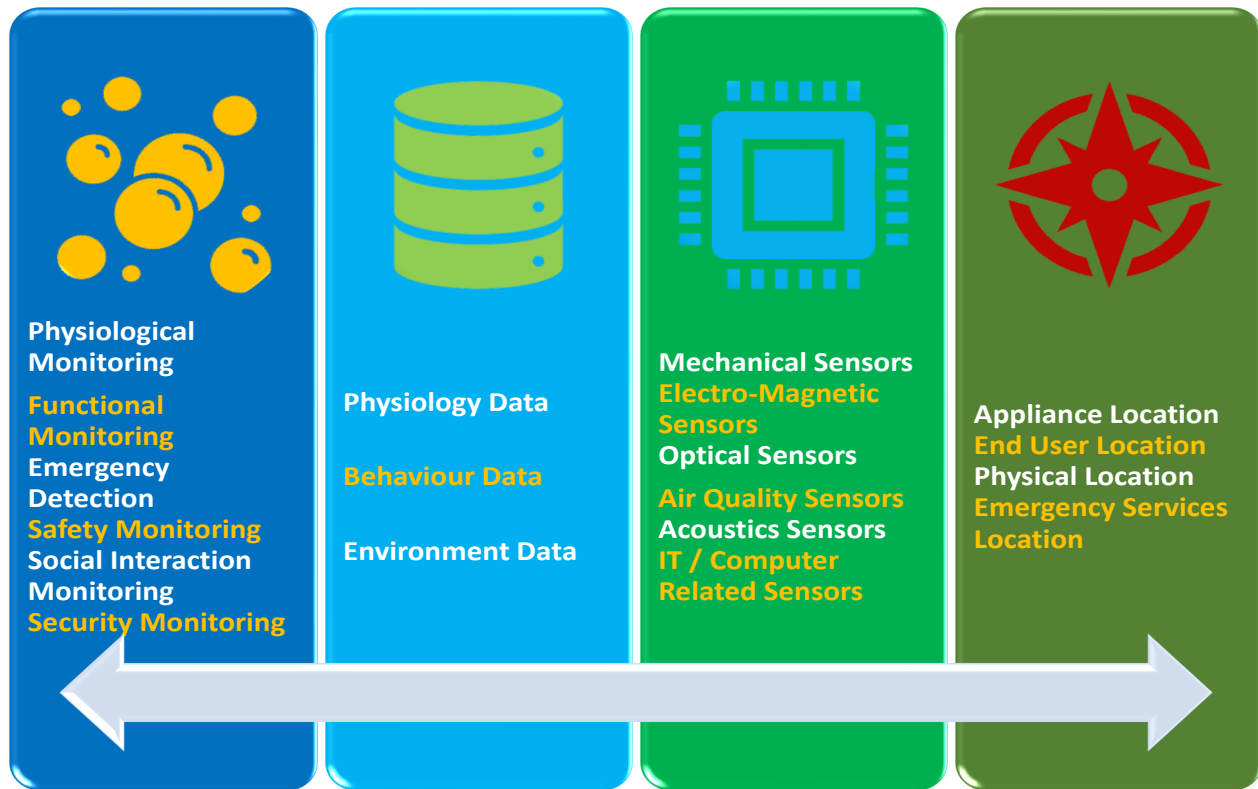 Physiological
Monitoring
Functional
Monitoring
Emergency
Detection
Safety Monitoring
Social Interaction
Monitoring
Security Monitoring
Physiology Data
Behaviour Data
Environment Data
Mechanical Sensors
Electro-Magnetic
Sensors
Optical Sensors
Air Quality Sensors
Acoustics Sensors
IT / Computer
Related Sensors
Appliance Location
End User Location
Physical Location
Emergency Services
Location